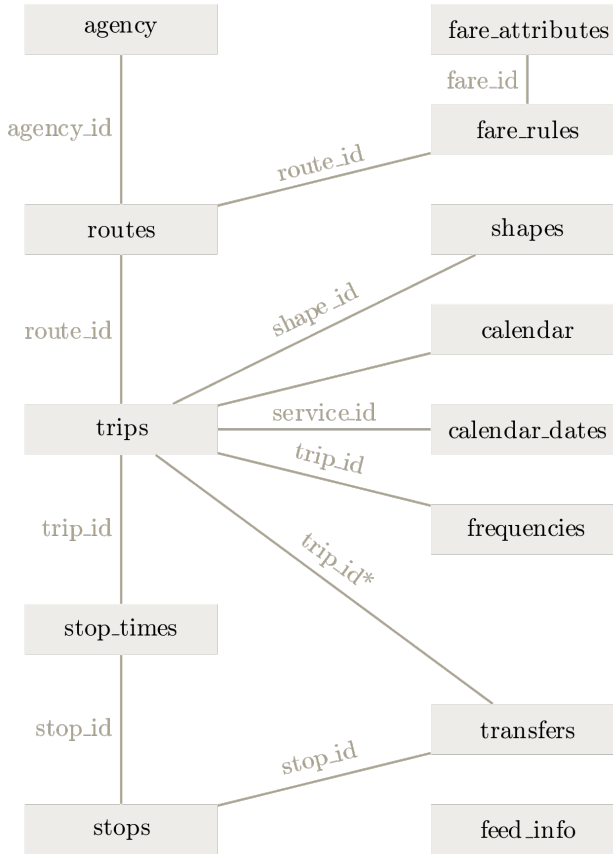 agency
fare_attributes
fare_id
agency_id
fare_rules
route_id
routes
shapes
shape_id
route_id
calendar
service_id
trips
calendar_dates
trip_id
trip_id
frequencies
trip_id*
stop_times
stop_id
transfers
stop_id
stops
feed_info